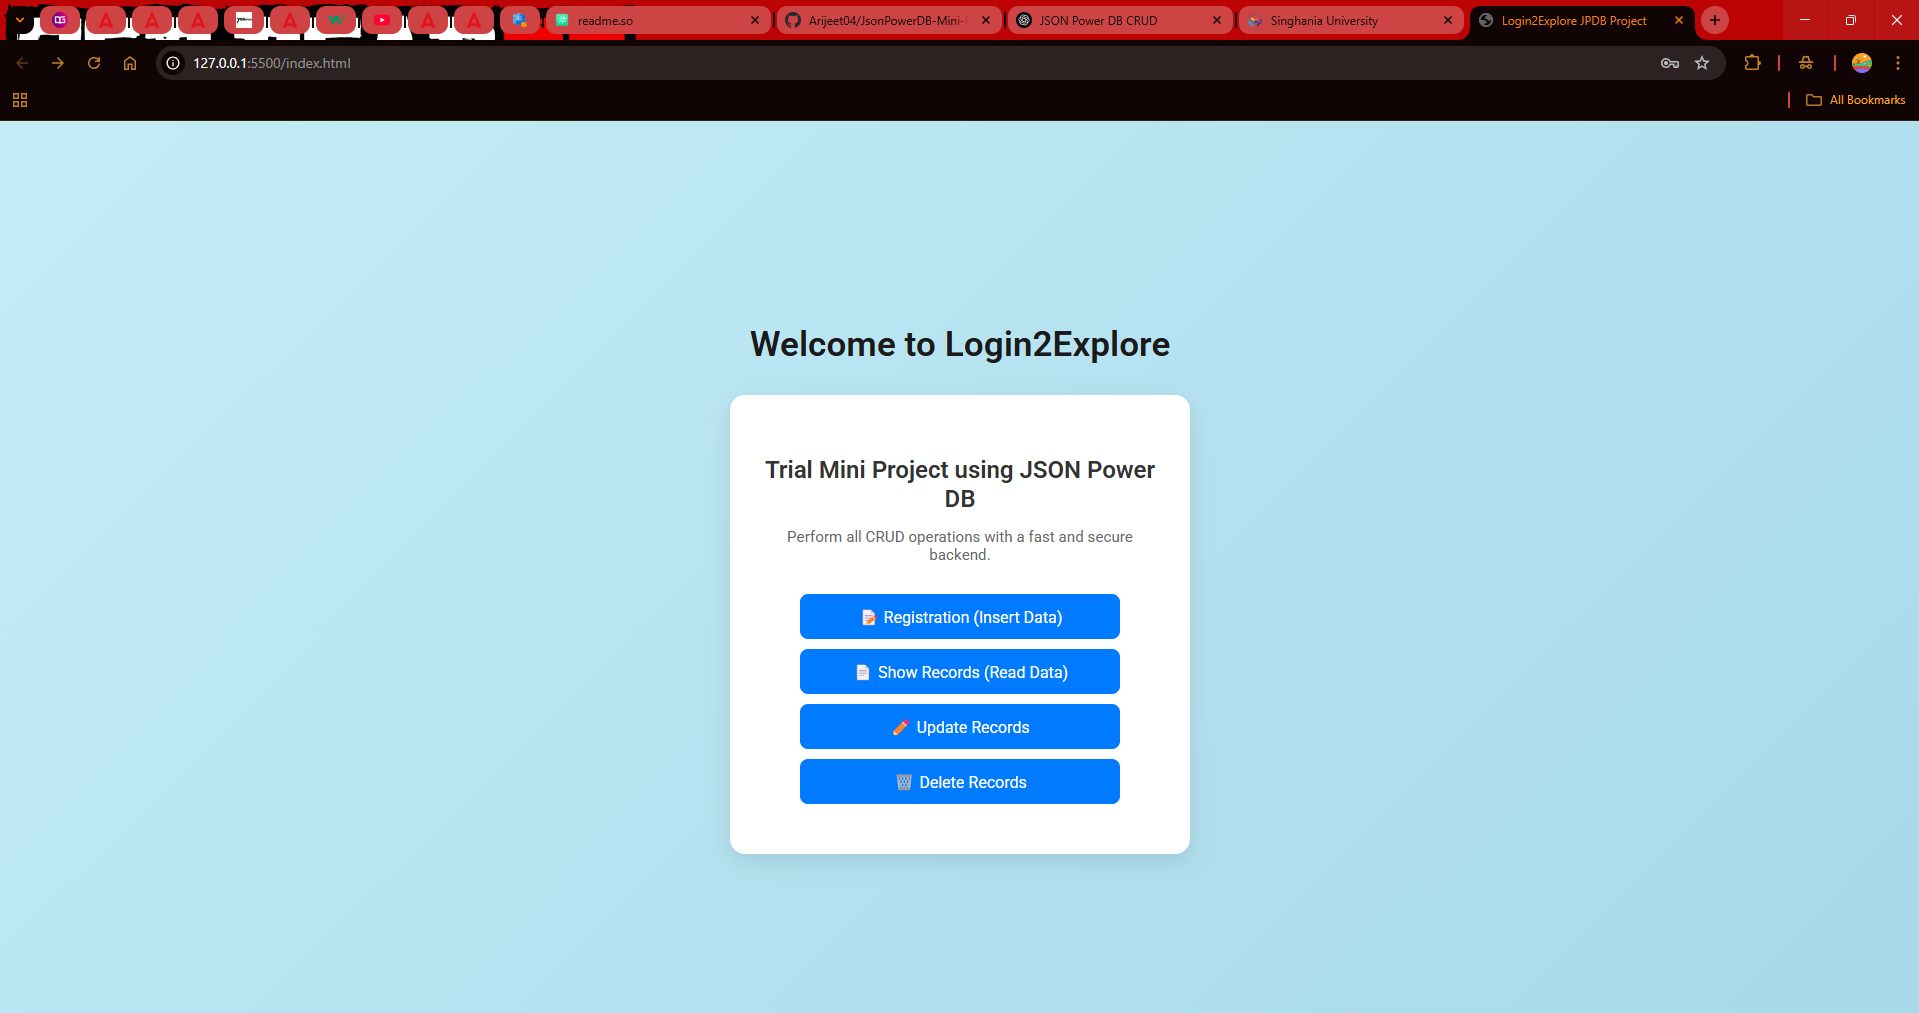 readme.so
Arijeet04/JsonPowerDB-Mini-
JSON Power DB CRUD
Singhania University
Login2Explore JPDB Project
127.0.0.1:5500/index.html
All Bookmarks
Welcome to Login2Explore
Trial Mini Project using JSON Power
DB
Perform all CRUD operations with a fast and secure
backend.
📝 Registration (Insert Data)
📄 Show Records (Read Data)
✏️ Update Records
🗑️ Delete Records